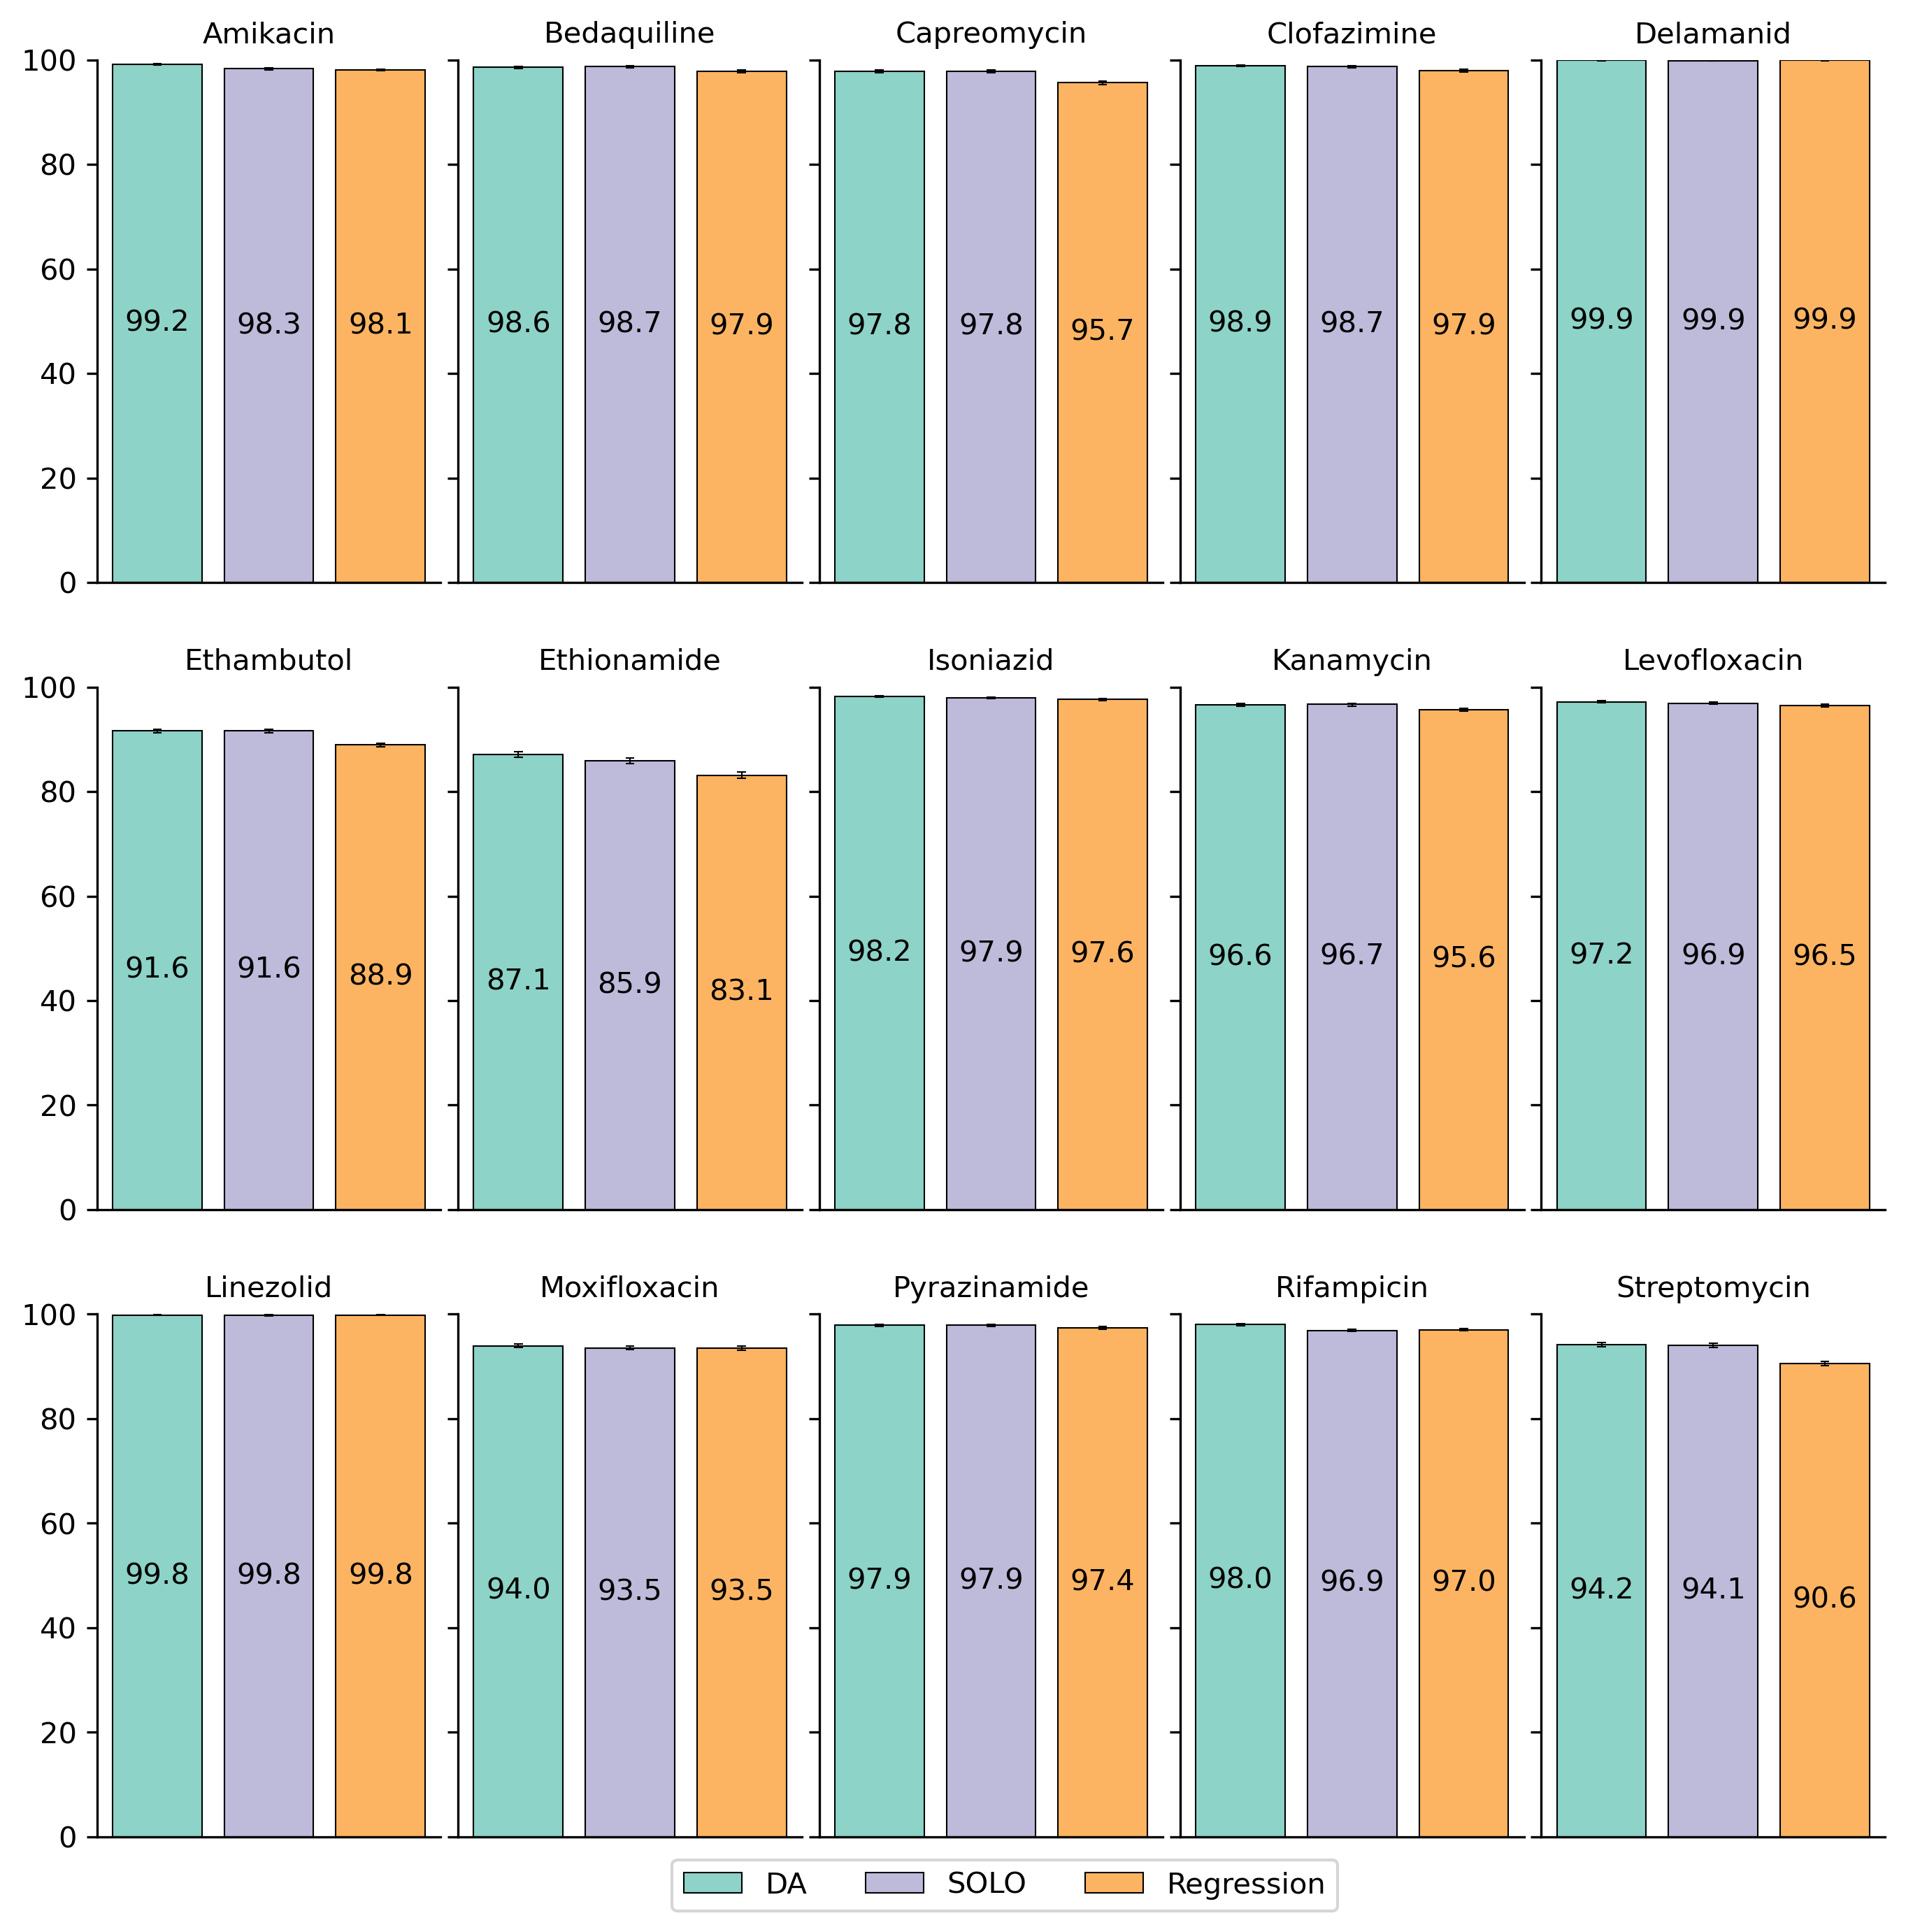 Amikacin Bedaquiline Capreomycin Clofazimine Delamanid
100
80
60
99.2 98.3 98.1 98.6 98.7 97.9 97.8 97.8 95.7 98.9 98.7 97.9 99.9 99.9 99.9
40
20
0
Ethambutol Ethionamide Isoniazid Kanamycin Levofloxacin
100
80
60
91.6 91.6 88.9 87.1 85.9 83.1 98.2 97.9 97.6 96.6 96.7 95.6 97.2 96.9 96.5
40
20
0
Linezolid Moxifloxacin Pyrazinamide Rifampicin Streptomycin
100
80
60
99.8 99.8 99.8 94.0 93.5 93.5 97.9 97.9 97.4 98.0 96.9 97.0 94.2 94.1 90.6
40
20
0
DA SOLO Regression